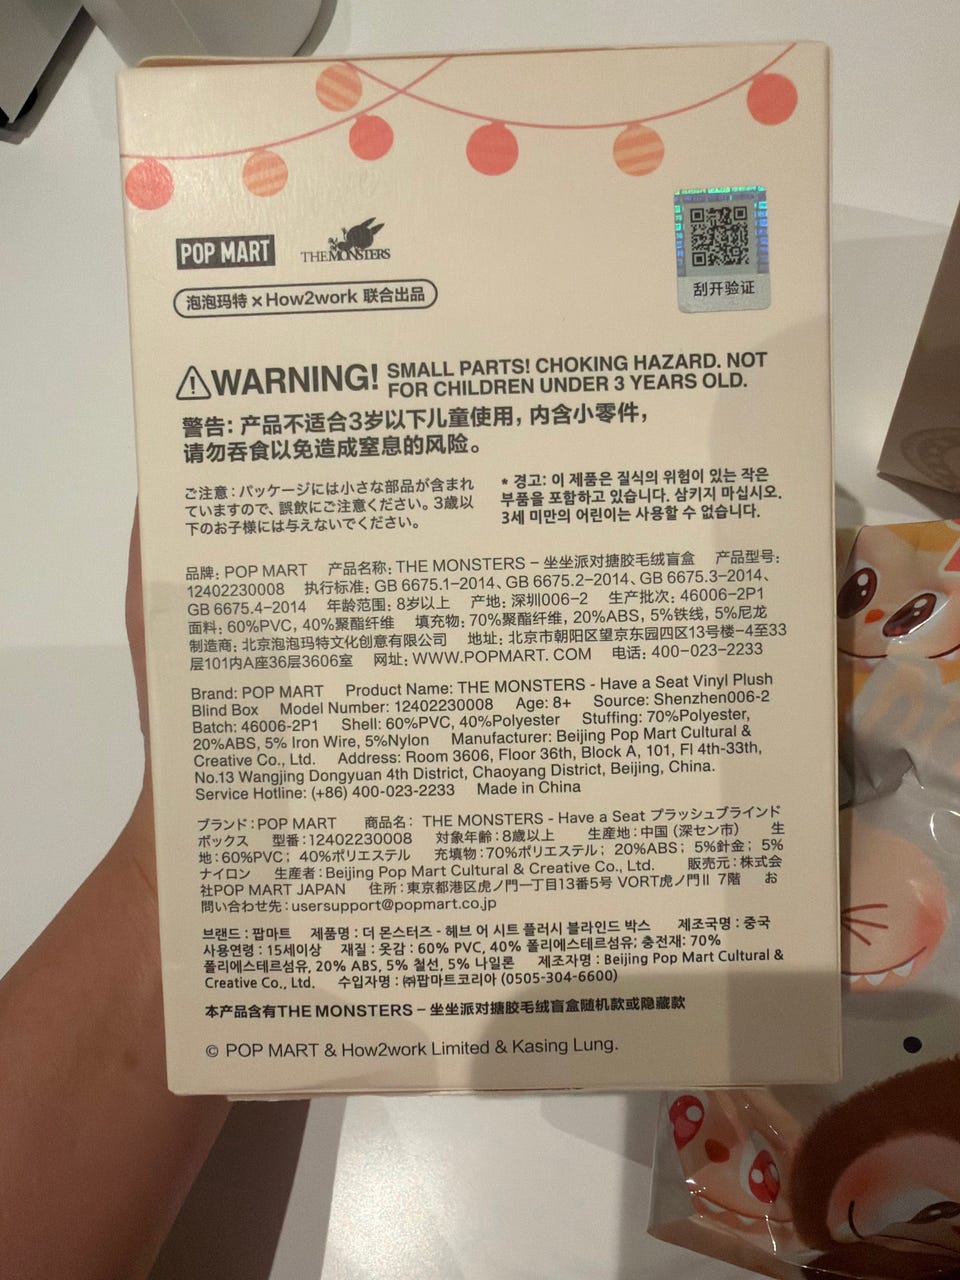 POP MART
THE MONSTERS
泡泡玛特 × How2work 联合出品
刮开验证
WARNING! SMALL PARTS! CHOKING HAZARD. NOT
FOR CHILDREN UNDER 3 YEARS OLD.
警告: 产品不适合3岁以下儿童使用，内含小零件，
请勿吞食以免造成窒息的风险。
ご注意：パッケージには小さな部品が含まれ
ていますので、誤飲にご注意ください。3歳以
下のお子様には与えないでください。
* 경고: 이 제품은 질식의 위험이 있는 작은
부품을 포함하고 있습니다. 삼키지 마십시오.
3세 미만의 어린이는 사용할 수 없습니다.
品牌: POP MART 产品名称: THE MONSTERS – 坐坐派对搪胶毛绒盲盒 产品型号:
12402230008 执行标准: GB 6675.1–2014、GB 6675.2–2014、GB 6675.3–2014、
GB 6675.4–2014 年龄范围: 8岁以上 产地: 深圳006–2 生产批次: 46006-2P1
面料: 60%PVC, 40%聚酯纤维 填充物: 70%聚酯纤维, 20%ABS, 5%铁线, 5%尼龙
制造商: 北京泡泡玛特文化创意有限公司 地址: 北京市朝阳区望京东园四区13号楼–4至33
层101内A座36层3606室 网址: WWW.POPMART. COM 电话: 400–023–2233
Brand: POP MART Product Name: THE MONSTERS - Have a Seat Vinyl Plush
Blind Box Model Number: 12402230008 Age: 8+ Source: Shenzhen006-2
Batch: 46006-2P1 Shell: 60%PVC, 40%Polyester Stuffing: 70%Polyester,
20%ABS, 5% Iron Wire, 5%Nylon Manufacturer: Beijing Pop Mart Cultural &
Creative Co., Ltd. Address: Room 3606, Floor 36th, Block A, 101, Fl 4th-33th,
No.13 Wangjing Dongyuan 4th District, Chaoyang District, Beijing, China.
Service Hotline: (+86) 400-023-2233 Made in China
ブランド: POP MART 商品名： THE MONSTERS - Have a Seat プラッシュブラインド
ボックス 型番：12402230008 対象年齢：8歳以上 生産地：中国（深セン市） 生
地：60%PVC； 40%ポリエステル 充填物：70%ポリエステル； 20%ABS； 5%針金； 5%
ナイロン 生産者：Beijing Pop Mart Cultural & Creative Co., Ltd. 販売元：株式会
社POP MART JAPAN 住所：東京都港区虎ノ門一丁目13番5号 VORT虎ノ門Ⅱ 7階 お
問い合わせ先：usersupport@popmart.co.jp
브랜드 : 팝마트 제품명 : 더 몬스터즈 - 헤브 어 시트 플러시 블라인드 박스 제조국명 : 중국
사용연령 : 15세이상 재질 : 옷감 : 60% PVC, 40% 폴리에스테르섬유; 충전재: 70%
폴리에스테르섬유, 20% ABS, 5% 철선, 5% 나일론 제조자명 : Beijing Pop Mart Cultural &
Creative Co., Ltd. 수입자명 : ㈜팝마트코리아 (0505-304-6600)
本产品含有THE MONSTERS – 坐坐派对搪胶毛绒盲盒随机款或隐藏款
© POP MART & How2work Limited & Kasing Lung.